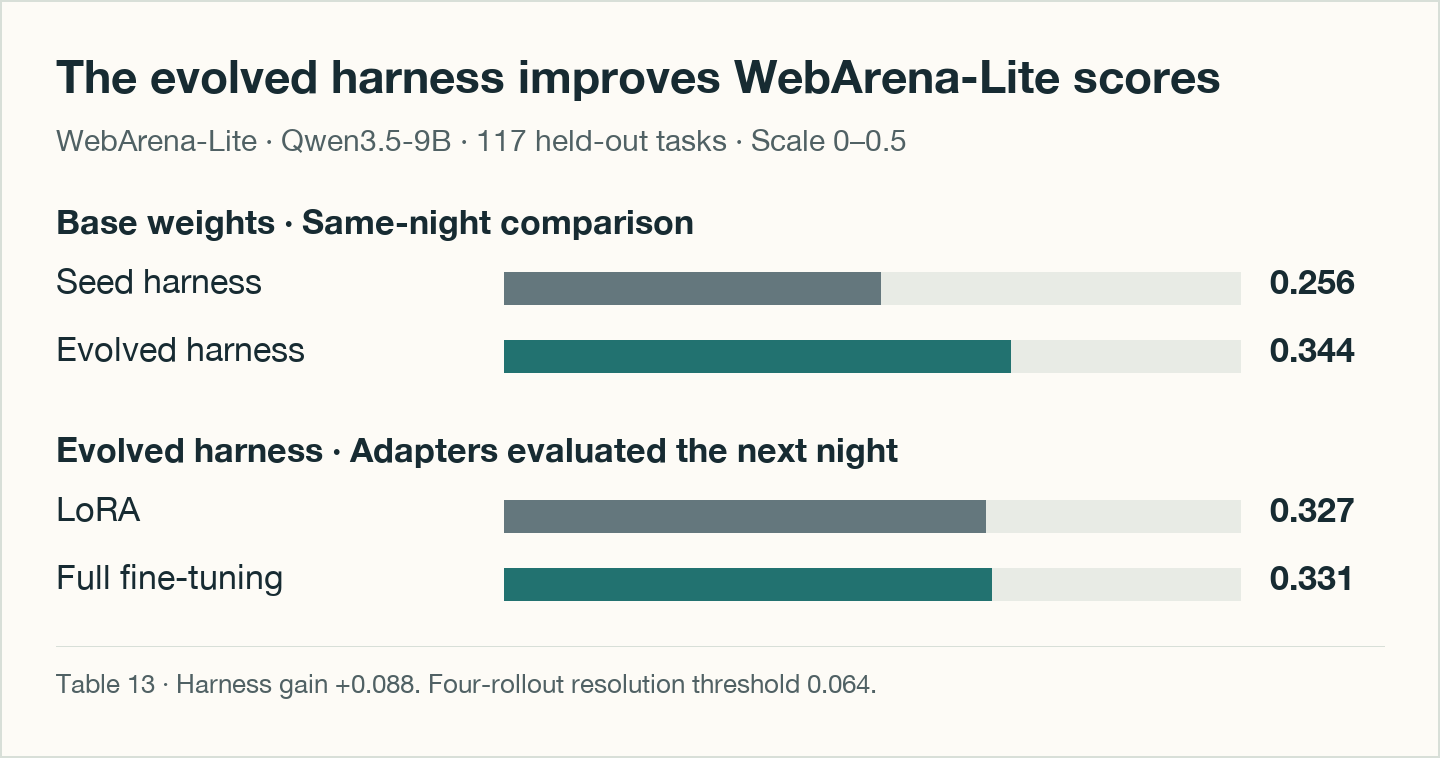 The evolved harness improves WebArena-Lite scores
WebArena-Lite · Qwen3.5-9B · 117 held-out tasks · Scale 0–0.5
Base weights · Same-night comparison
Seed harness 0.256
Evolved harness 0.344
Evolved harness · Adapters evaluated the next night
LoRA 0.327
Full fine-tuning 0.331
Table 13 · Harness gain +0.088. Four-rollout resolution threshold 0.064.